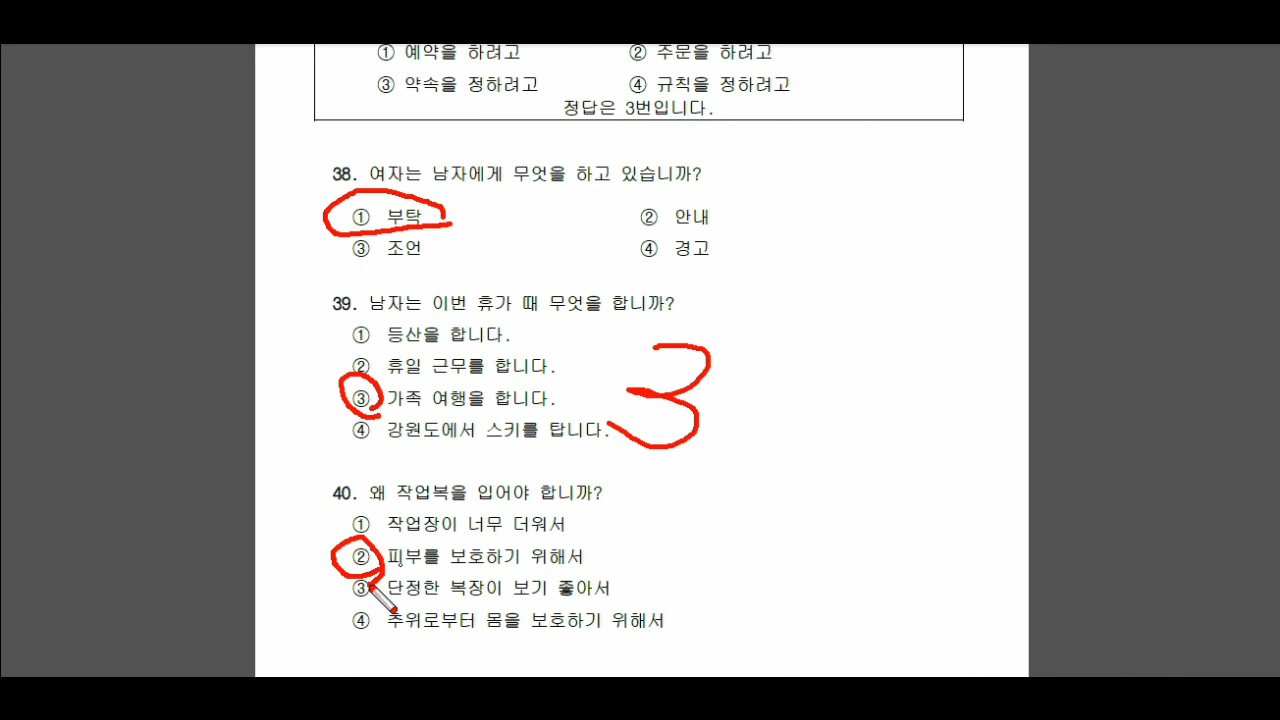 ① 예약을 하려고 ② 주문을 하려고
③ 약속을 정하려고 ④ 규칙을 정하려고
정답은 3번입니다.
38. 여자는 남자에게 무엇을 하고 있습니까?
① 부탁 ② 안내
③ 조언 ④ 경고
39. 남자는 이번 휴가 때 무엇을 합니까?
① 등산을 합니다.
② 휴일 근무를 합니다.
③ 가족 여행을 합니다.
④ 강원도에서 스키를 탑니다.
3
40. 왜 작업복을 입어야 합니까?
① 작업장이 너무 더워서
② 피부를 보호하기 위해서
③ 단정한 복장이 보기 좋아서
④ 추위로부터 몸을 보호하기 위해서